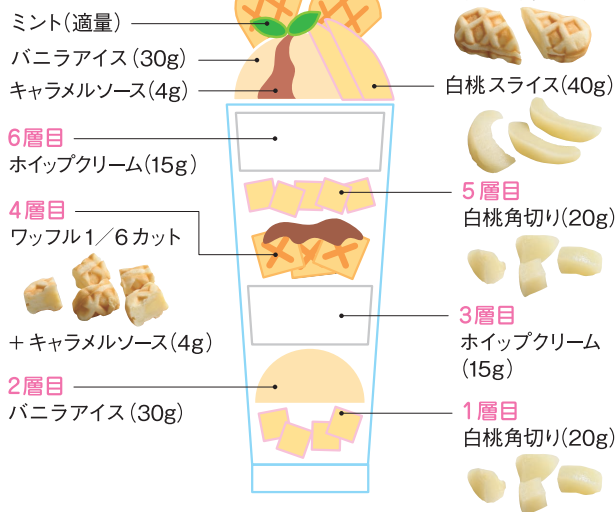 ミント(適量)
バニラアイス(30g)
キャラメルソース(4g)
白桃スライス(40g)
6層目
ホイップクリーム(15g)
5層目
白桃角切り(20g)
4層目
ワッフル1/6カット
+キャラメルソース(4g)
3層目
ホイップクリーム
(15g)
2層目
バニラアイス(30g)
1層目
白桃角切り(20g)